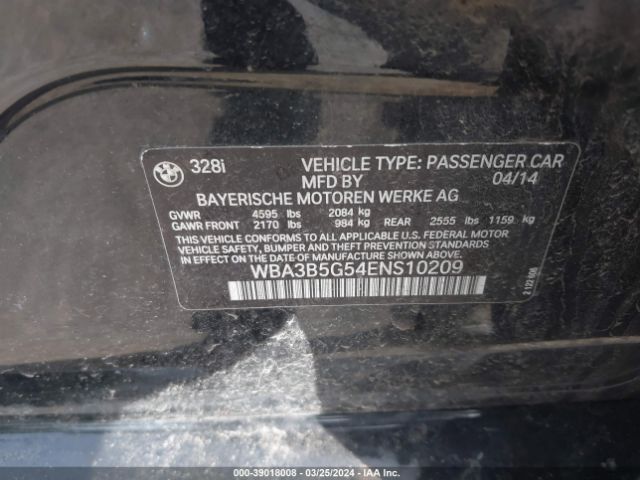 328i VEHICLE TYPE: PASSENGER CAR
MFD BY 04/14
BAYERISCHE MOTOREN WERKE AG
GVWR 4595 lbs 2084 kg
GAWR FRONT 2170 lbs 984 kg REAR 2555 lbs 1159 kg
THIS VEHICLE CONFORMS TO ALL APPLICABLE U.S. FEDERAL MOTOR
VEHICLE SAFETY, BUMPER AND THEFT PREVENTION STANDARDS
IN EFFECT ON THE DATE OF MANUFACTURE SHOWN ABOVE.
WBA3B5G54ENS10209
000-39018008 - 03/25/2024 - IAA Inc.